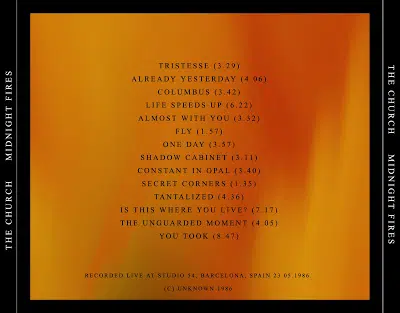 THE CHURCH MIDNIGHT FIRES
TRISTESSE (3.29)
ALREADY YESTERDAY (4.06)
COLUMBUS (3.42)
LIFE SPEEDS UP (6.22)
ALMOST WITH YOU (3.32)
FLY (1.57)
ONE DAY (3.57)
SHADOW CABINET (3.11)
CONSTANT IN OPAL (3.40)
SECRET CORNERS (1.35)
TANTALIZED (4.36)
IS THIS WHERE YOU LIVE? (7.17)
THE UNGUARDED MOMENT (4.05)
YOU TOOK (8.47)
RECORDED LIVE AT STUDIO 54, BARCELONA, SPAIN 23.05.1986
(C) UNKNOWN 1986
THE CHURCH MIDNIGHT FIRES